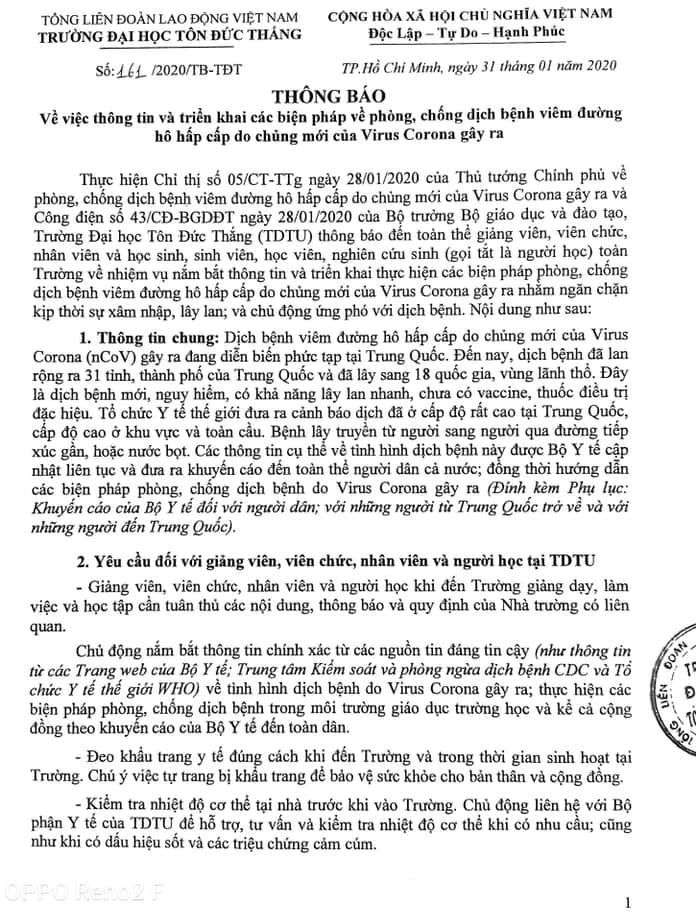 TỔNG LIÊN ĐOÀN LAO ĐỘNG VIỆT NAM
TRƯỜNG ĐẠI HỌC TÔN ĐỨC THẮNG
CỘNG HÒA XÃ HỘI CHỦ NGHĨA VIỆT NAM
Độc Lập – Tự Do – Hạnh Phúc
Số: 161 /2020/TB-TĐT
TP.Hồ Chí Minh, ngày 31 tháng 01 năm 2020
THÔNG BÁO
Về việc thông tin và triển khai các biện pháp về phòng, chống dịch bệnh viêm đường
hô hấp cấp do chủng mới của Virus Corona gây ra
Thực hiện Chỉ thị số 05/CT-TTg ngày 28/01/2020 của Thủ tướng Chính phủ về
phòng, chống dịch bệnh viêm đường hô hấp cấp do chủng mới của Virus Corona gây ra và
Công điện số 43/CĐ-BGDĐT ngày 28/01/2020 của Bộ trưởng Bộ giáo dục và đào tạo,
Trường Đại học Tôn Đức Thắng (TDTU) thông báo đến toàn thể giảng viên, viên chức,
nhân viên và học sinh, sinh viên, học viên, nghiên cứu sinh (gọi tắt là người học) toàn
Trường về nhiệm vụ nắm bắt thông tin và triển khai thực hiện các biện pháp phòng, chống
dịch bệnh viêm đường hô hấp cấp do chủng mới của Virus Corona gây ra nhằm ngăn chặn
kịp thời sự xâm nhập, lây lan; và chủ động ứng phó với dịch bệnh. Nội dung như sau:
1. Thông tin chung: Dịch bệnh viêm đường hô hấp cấp do chủng mới của Virus
Corona (nCoV) gây ra đang diễn biến phức tạp tại Trung Quốc. Đến nay, dịch bệnh đã lan
rộng ra 31 tỉnh, thành phố của Trung Quốc và đã lây sang 18 quốc gia, vùng lãnh thổ. Đây
là dịch bệnh mới, nguy hiểm, có khả năng lây lan nhanh, chưa có vaccine, thuốc điều trị
đặc hiệu. Tổ chức Y tế thế giới đưa ra cảnh báo dịch đã ở cấp độ rất cao tại Trung Quốc,
cấp độ cao ở khu vực và toàn cầu. Bệnh lây truyền từ người sang người qua đường tiếp
xúc gần, hoặc nước bọt. Các thông tin cụ thể về tình hình dịch bệnh này được Bộ Y tế cập
nhật liên tục và đưa ra khuyến cáo đến toàn thể người dân cả nước; đồng thời hướng dẫn
các biện pháp phòng, chống dịch bệnh do Virus Corona gây ra (Đính kèm Phụ lục:
Khuyến cáo của Bộ Y tế đối với người dân; với những người từ Trung Quốc trở về và với
những người đến Trung Quốc).
2. Yêu cầu đối với giảng viên, viên chức, nhân viên và người học tại TDTU
- Giảng viên, viên chức, nhân viên và người học khi đến Trường giảng dạy, làm
việc và học tập cần tuân thủ các nội dung, thông báo và quy định của Nhà trường có liên
quan.
Chủ động nắm bắt thông tin chính xác từ các nguồn tin đáng tin cậy (như thông tin
từ các Trang web của Bộ Y tế; Trung tâm Kiểm soát và phòng ngừa dịch bệnh CDC và Tổ
chức Y tế thế giới WHO) về tình hình dịch bệnh do Virus Corona gây ra; thực hiện các
biện pháp phòng, chống dịch bệnh trong môi trường giáo dục trường học và kể cả cộng
đồng theo khuyến cáo của Bộ Y tế đến toàn dân.
- Đeo khẩu trang y tế đúng cách khi đến Trường và trong thời gian sinh hoạt tại
Trường. Chú ý việc tự trang bị khẩu trang để bảo vệ sức khỏe cho bản thân và cộng đồng.
- Kiểm tra nhiệt độ cơ thể tại nhà trước khi vào Trường. Chủ động liên hệ với Bộ
phận Y tế của TDTU để hỗ trợ, tư vấn và kiểm tra nhiệt độ cơ thể khi có nhu cầu; cũng
như khi có dấu hiệu sốt và các triệu chứng cảm cúm.
TỔNG LIÊN ĐOÀN
OPPO Reno2 F
1